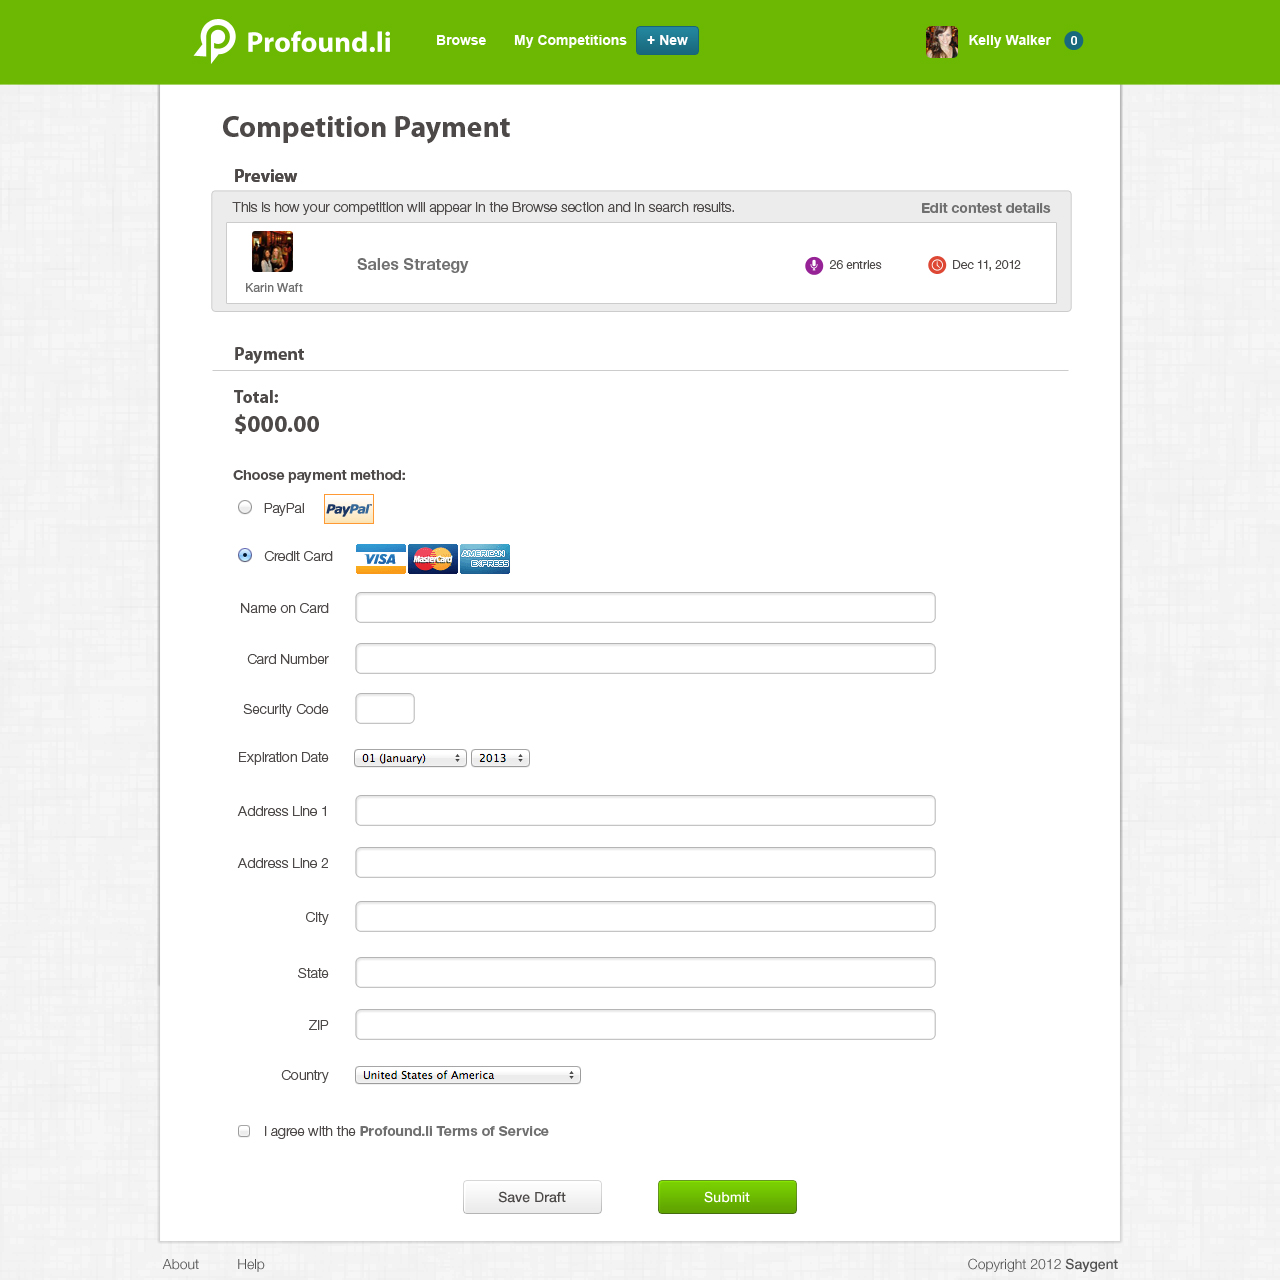 Profound.li
Browse My Competitions + New
Kelly Walker 0
Competition Payment
Preview
This is how your competition will appear in the Browse section and in search results. Edit contest details
Sales Strategy 26 entries Dec 11, 2012
Karin Waft
Payment
Total:
$000.00
Choose payment method:
PayPal PayPal
Credit Card VISA MasterCard AMERICAN EXPRESS
Name on Card
Card Number
Security Code
Expiration Date 01 (January) 2013
Address Line 1
Address Line 2
City
State
ZIP
Country United States of America
I agree with the Profound.li Terms of Service
Save Draft Submit
About Help Copyright 2012 Saygent